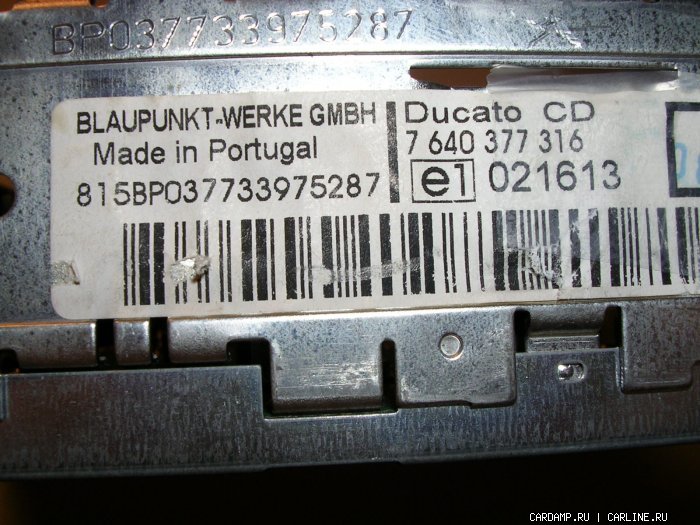 BP037733975287
BLAUPUNKT-WERKE GMBH
Made in Portugal
815BP037733975287
Ducato CD
7 640 377 316
e1 021613
CARDAMP.RU | CARLINE.RU